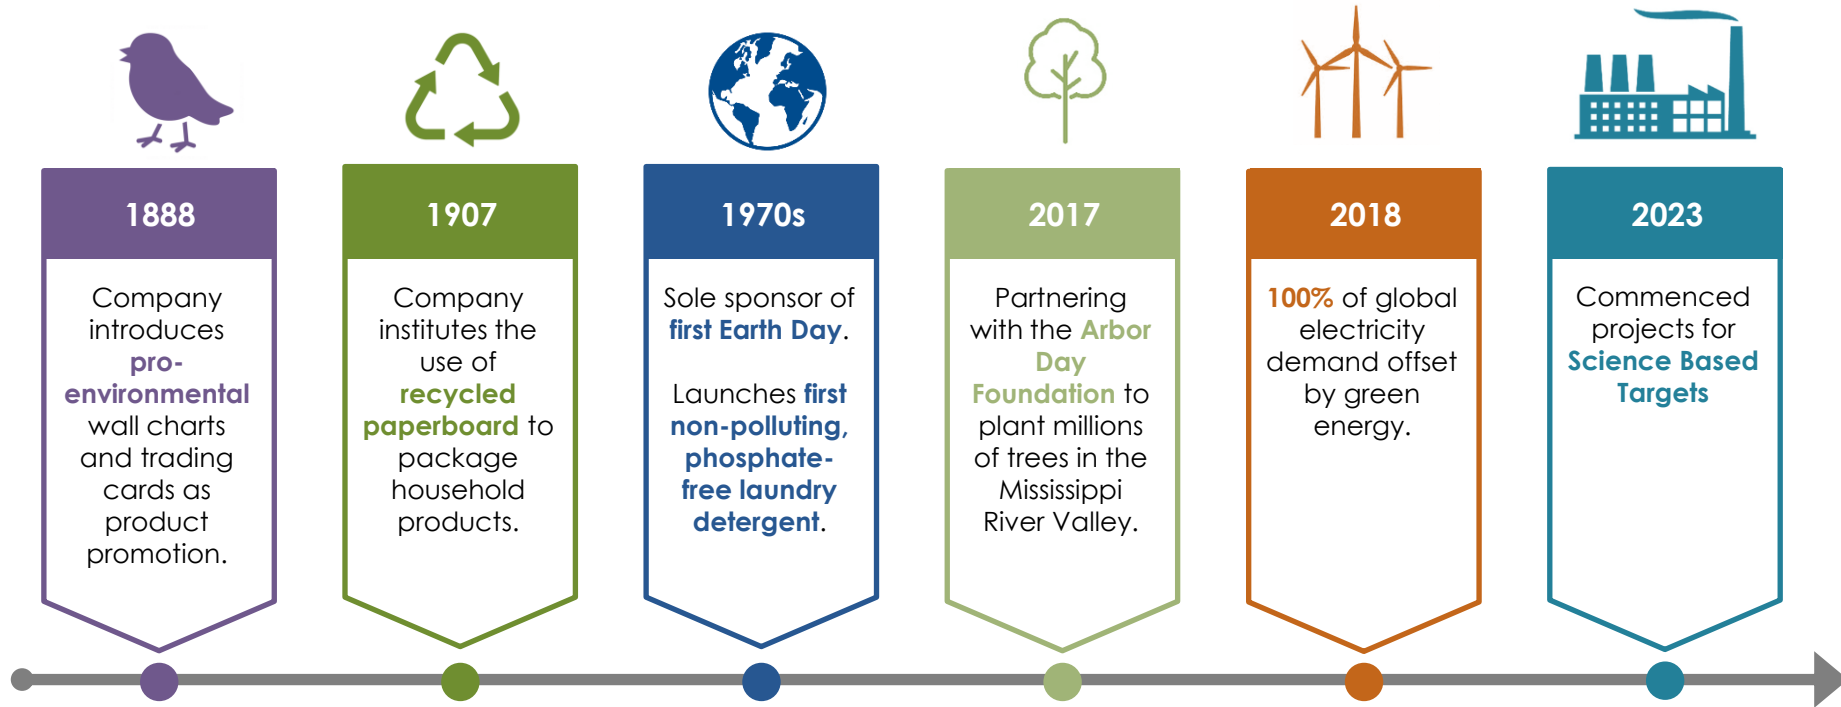 1888
Company
introduces
pro-
environmental
wall charts
and trading
cards as
product
promotion.
1907
Company
institutes the
use of
recycled
paperboard to
package
household
products.
1970s
Sole sponsor of
first Earth Day.
Launches first
non-polluting,
phosphate-
free laundry
detergent.
2017
Partnering
with the Arbor
Day
Foundation to
plant millions
of trees in the
Mississippi
River Valley.
2018
100% of global
electricity
demand offset
by green
energy.
2023
Commenced
projects for
Science Based
Targets